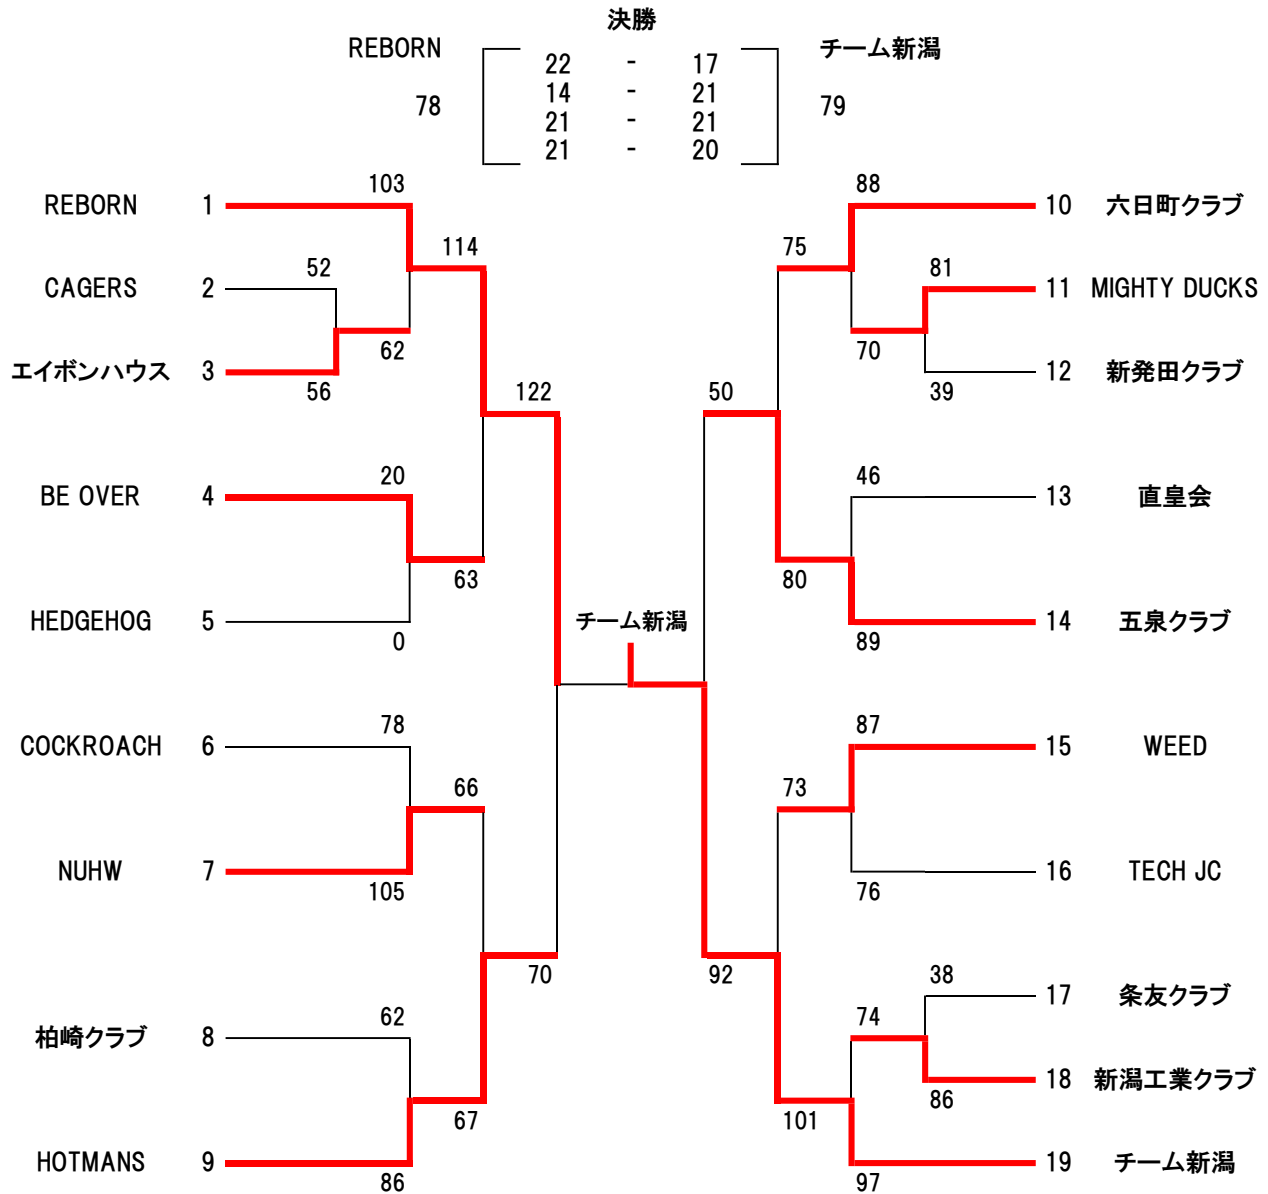 決勝
REBORN チーム新潟
22 - 17
14 - 21
78 79
21 - 21
21 - 20
103 88
REBORN 1 10 六日町クラブ
114 75
52 81
CAGERS 2 11 MIGHTY DUCKS
62 70
エイボンハウス 3 12 新発田クラブ
56 39
122 50
20 46
BE OVER 4 13 直皇会
63 80
HEDGEHOG 5 チーム新潟 14 五泉クラブ
0 89
78 87
COCKROACH 6 15 WEED
66 73
NUHW 7 16 TECH JC
105 76
70 92 38
17 条友クラブ
62 74
柏崎クラブ 8
18 新潟工業クラブ
86
67 101
HOTMANS 9 19 チーム新潟
86 97